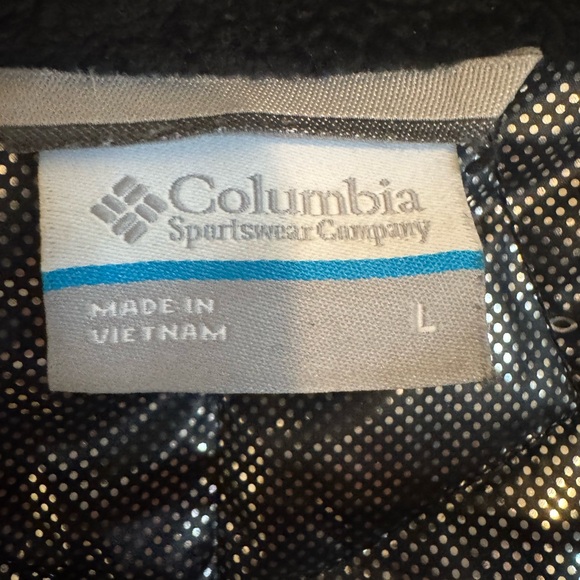 Columbia
Sportswear Company
MADE IN
VIETNAM
L